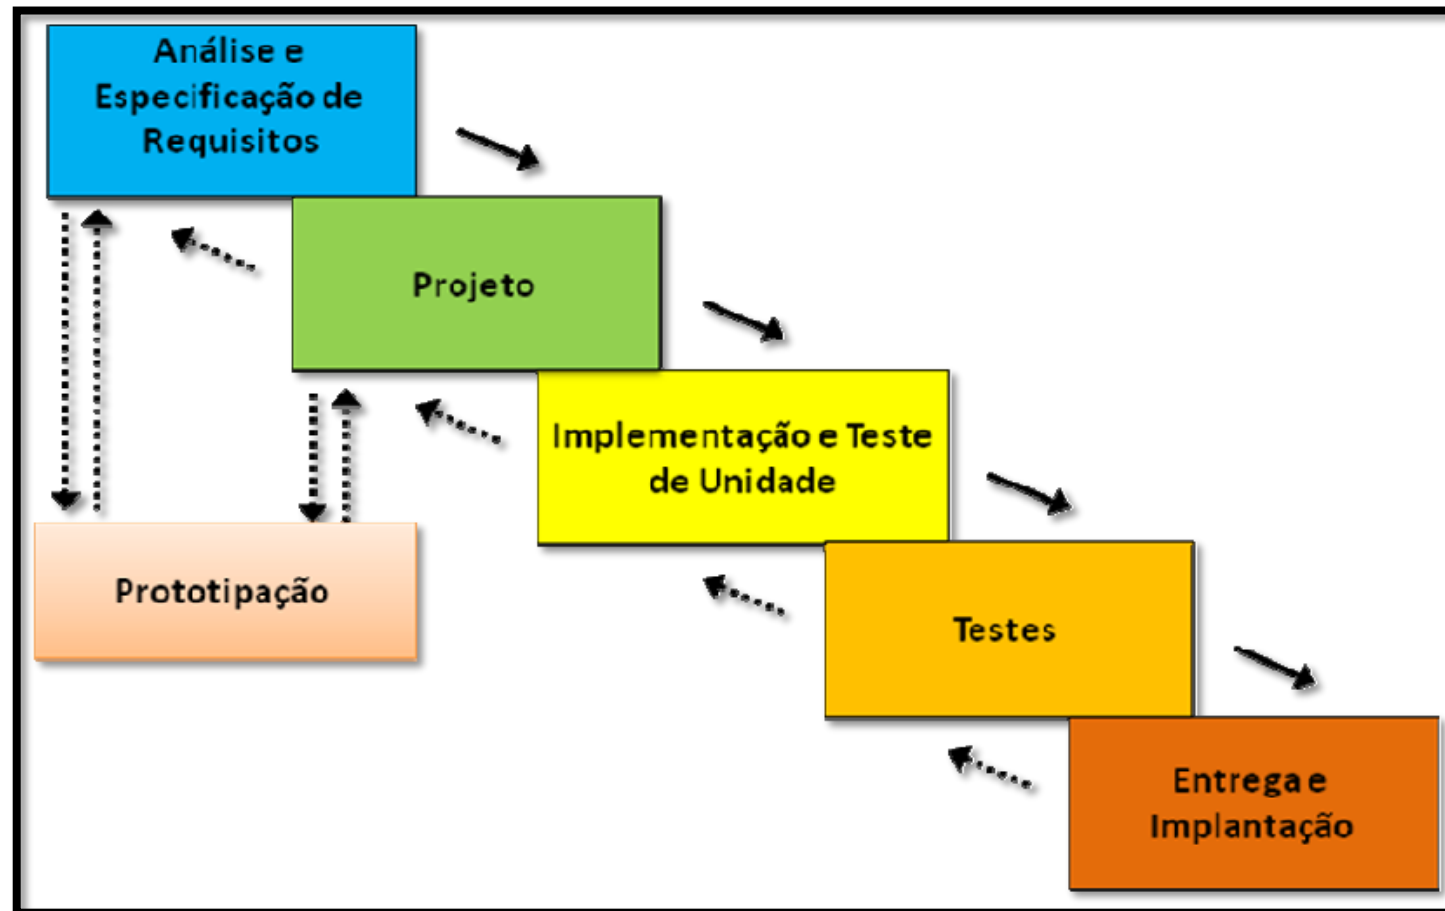 Análise e
Especificação de
Requisitos
Projeto
Implementação e Teste
de Unidade
Prototipação
Testes
Entrega e
Implantação